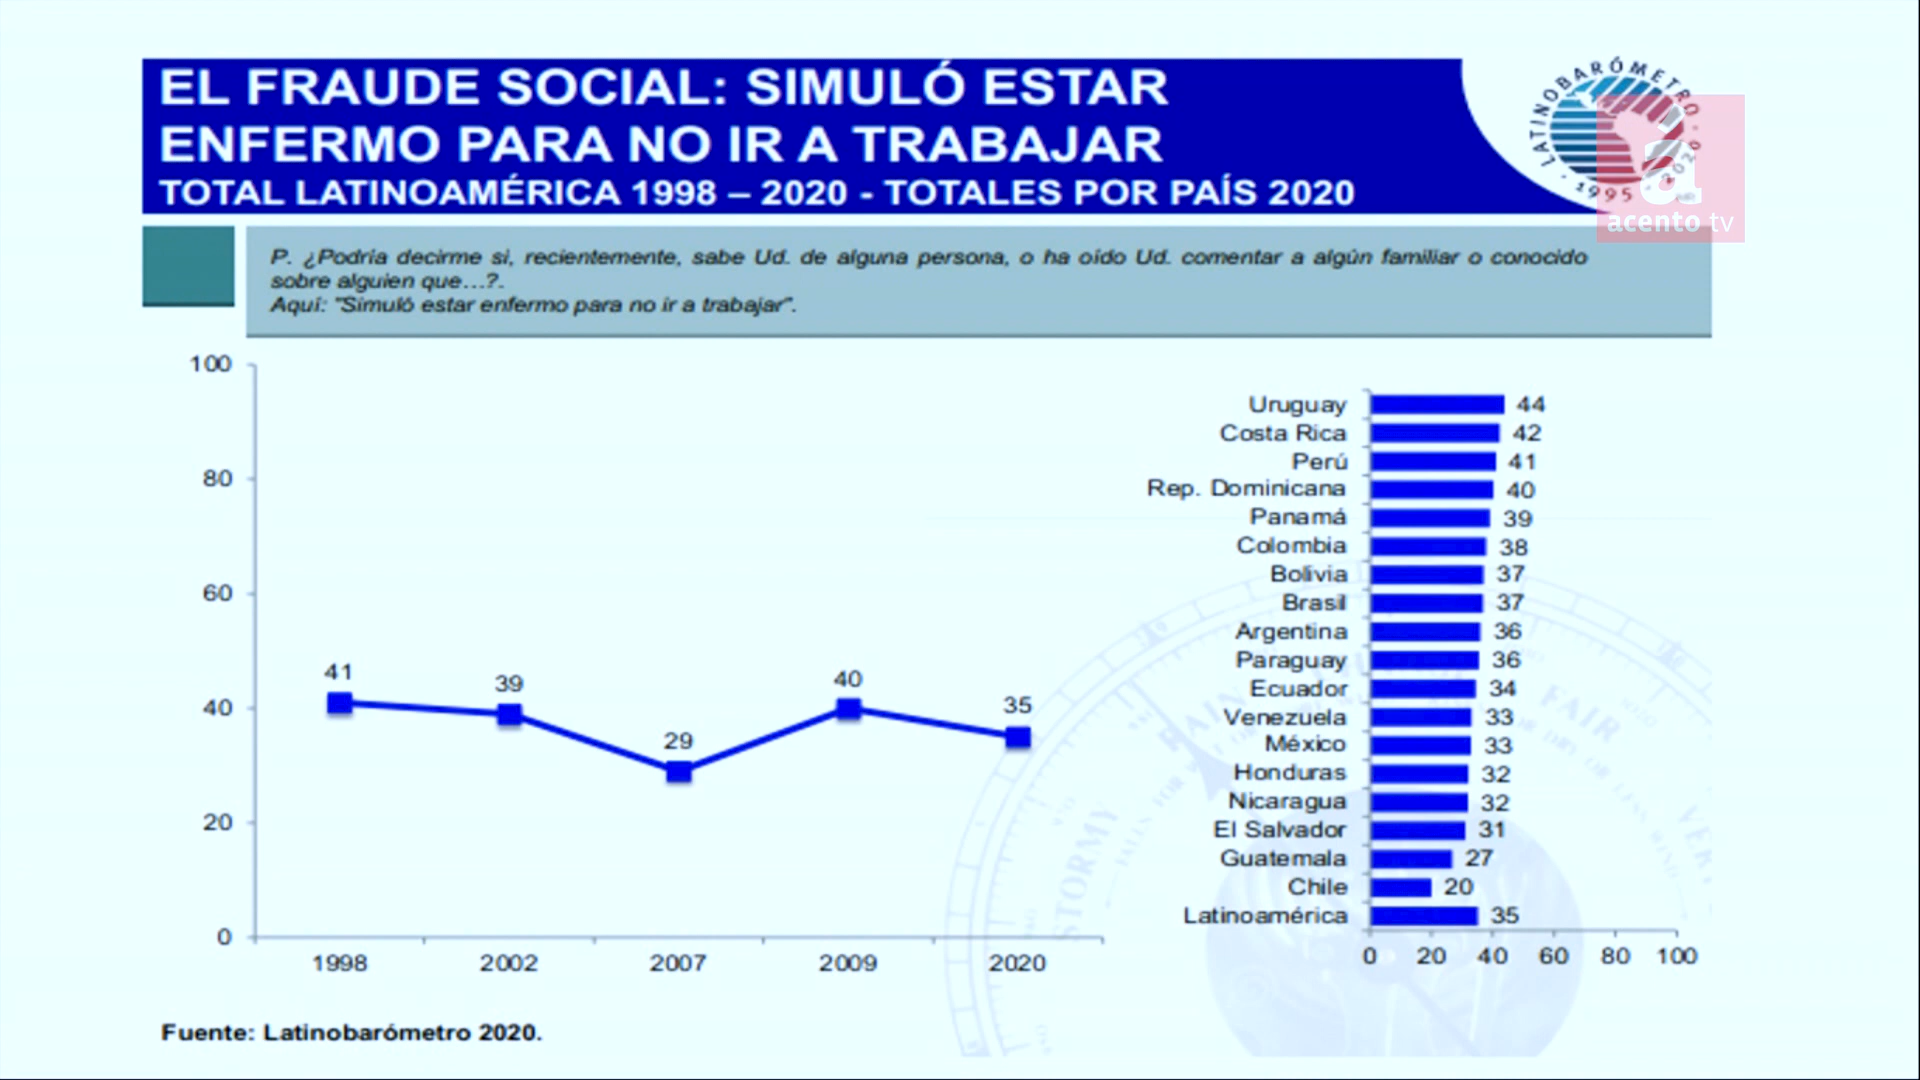 EL FRAUDE SOCIAL: SIMULÓ ESTAR
ENFERMO PARA NO IR A TRABAJAR
TOTAL LATINOAMÉRICA 1998 – 2020 - TOTALES POR PAÍS 2020
LATINOBARÓMETRO · 1995 - 2020 ·
á
acento tv
P. ¿Podría decirme si, recientemente, sabe Ud. de alguna persona, o ha oído Ud. comentar a algún familiar o conocido
sobre alguien que...?.
Aquí: "Simuló estar enfermo para no ir a trabajar".
100
80
60
40
20
0
41
39
29
40
35
1998
2002
2007
2009
2020
Uruguay 44
Costa Rica 42
Perú 41
Rep. Dominicana 40
Panamá 39
Colombia 38
Bolivia 37
Brasil 37
Argentina 36
Paraguay 36
Ecuador 34
Venezuela 33
México 33
Honduras 32
Nicaragua 32
El Salvador 31
Guatemala 27
Chile 20
Latinoamérica 35
0 20 40 60 80 100
STORMY
RAIN
FAIR
Fuente: Latinobarómetro 2020.